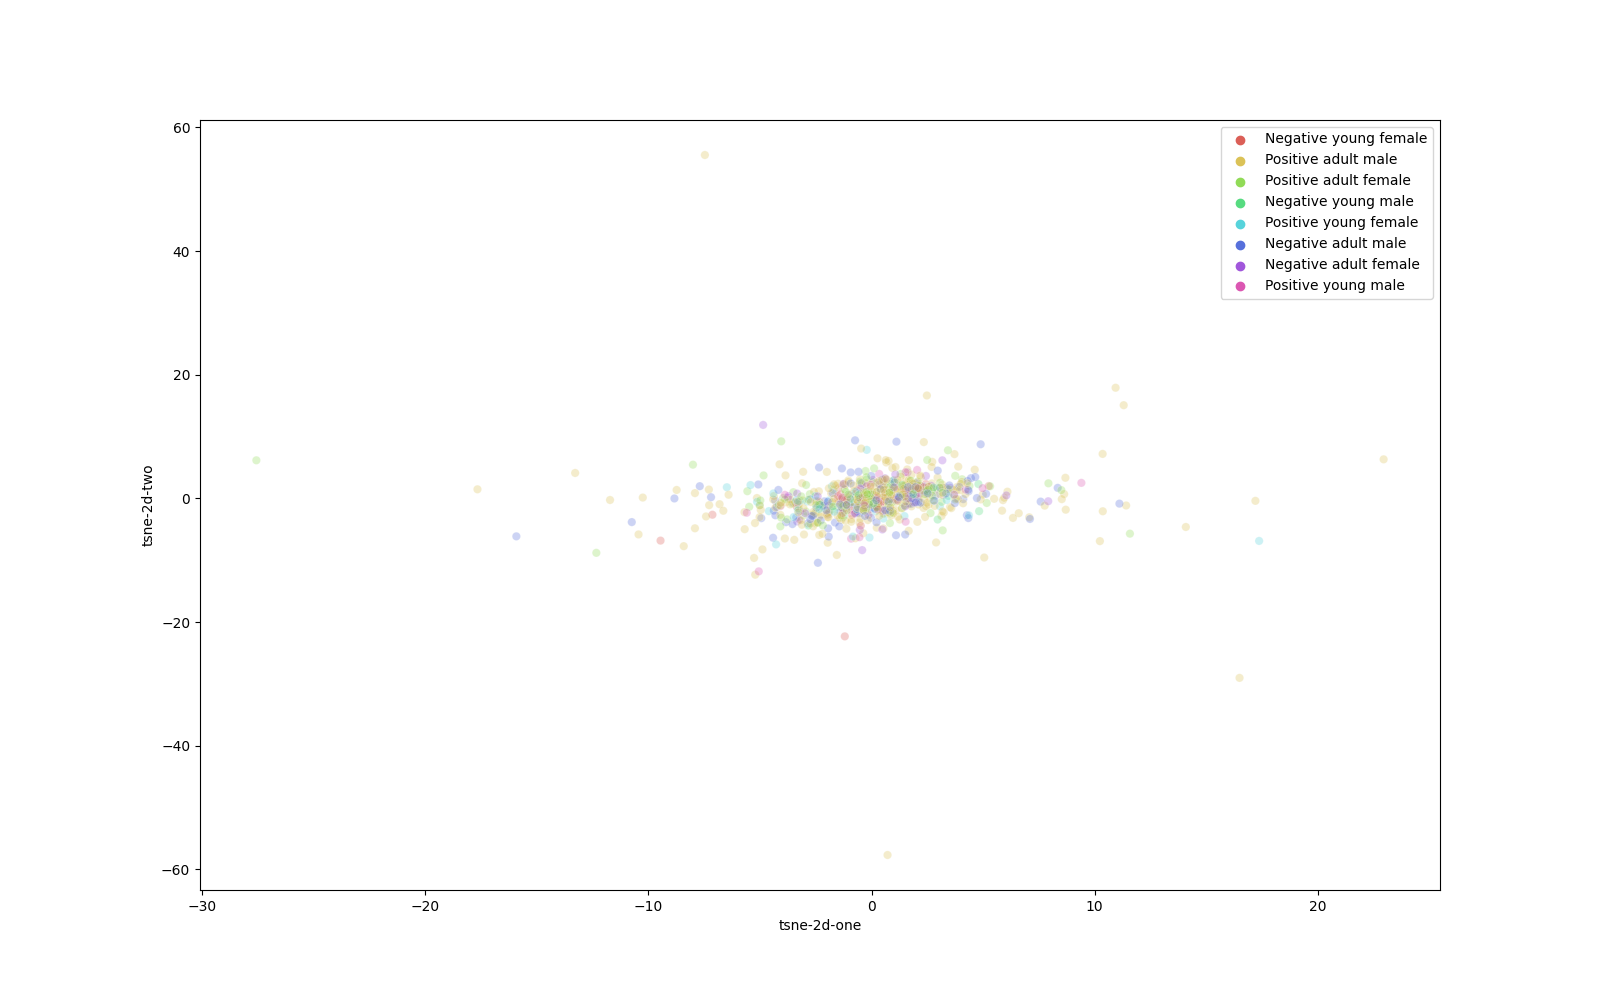 60
40
20
0
−20
−40
−60
tsne-2d-two
Negative young female
Positive adult male
Positive adult female
Negative young male
Positive young female
Negative adult male
Negative adult female
Positive young male
−30 −20 −10 0 10 20
tsne-2d-one